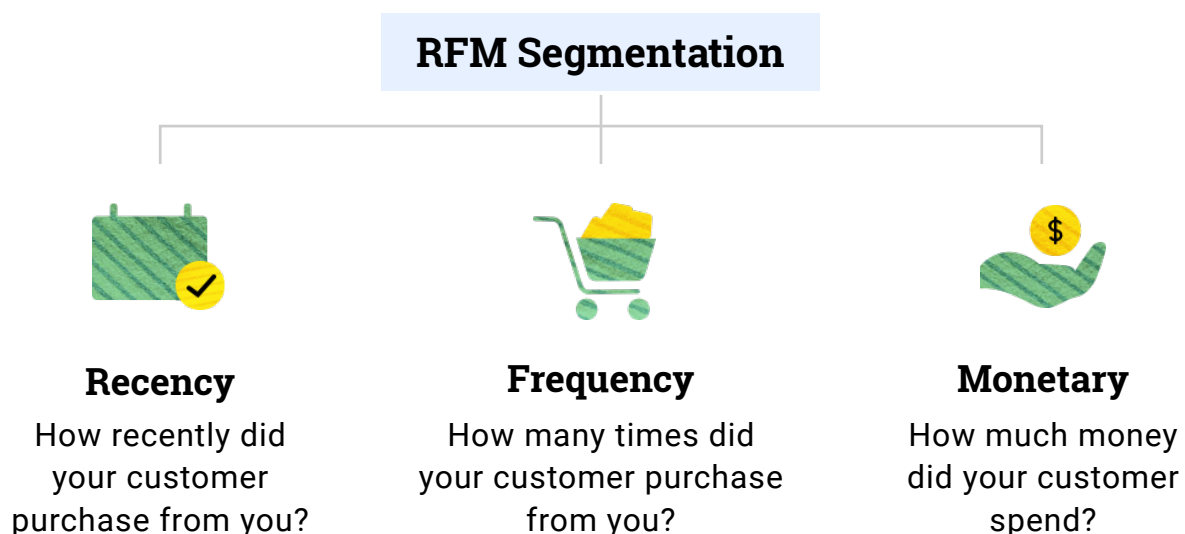 RFM Segmentation
$
Recency
How recently did
your customer
purchase from you?
Frequency
How many times did
your customer purchase
from you?
Monetary
How much money
did your customer
spend?